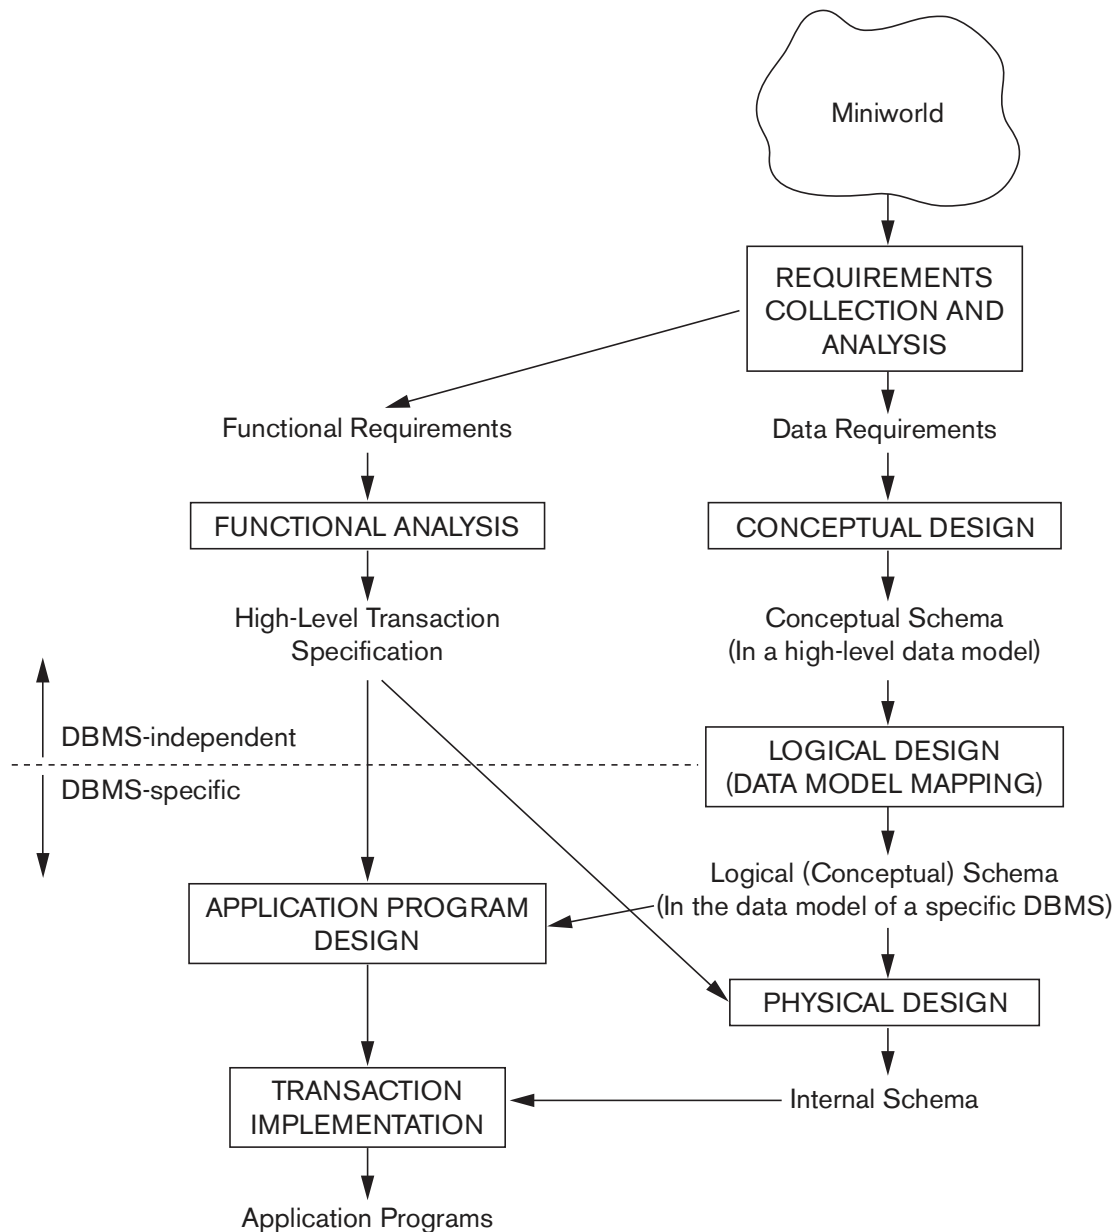 Miniworld
REQUIREMENTS
COLLECTION AND
ANALYSIS
Functional Requirements
Data Requirements
FUNCTIONAL ANALYSIS
CONCEPTUAL DESIGN
High-Level Transaction
Specification
Conceptual Schema
(In a high-level data model)
DBMS-independent
DBMS-specific
LOGICAL DESIGN
(DATA MODEL MAPPING)
Logical (Conceptual) Schema
(In the data model of a specific DBMS)
APPLICATION PROGRAM
DESIGN
PHYSICAL DESIGN
TRANSACTION
IMPLEMENTATION
Internal Schema
Application Programs